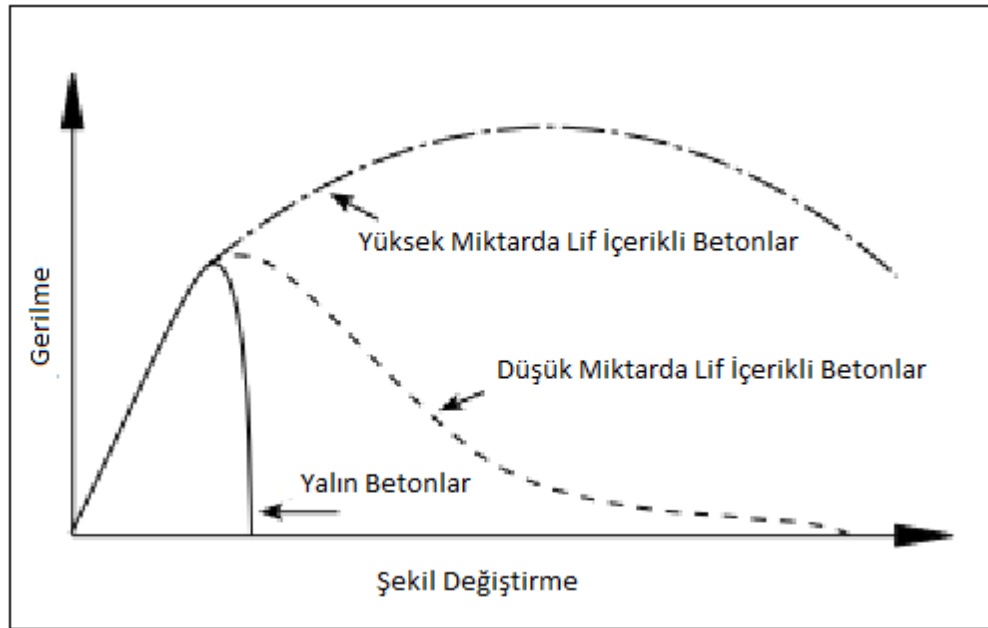 Yüksek Miktarda Lif İçerikli Betonlar
Gerilme
Düşük Miktarda Lif İçerikli Betonlar
Yalın Betonlar
Şekil Değiştirme